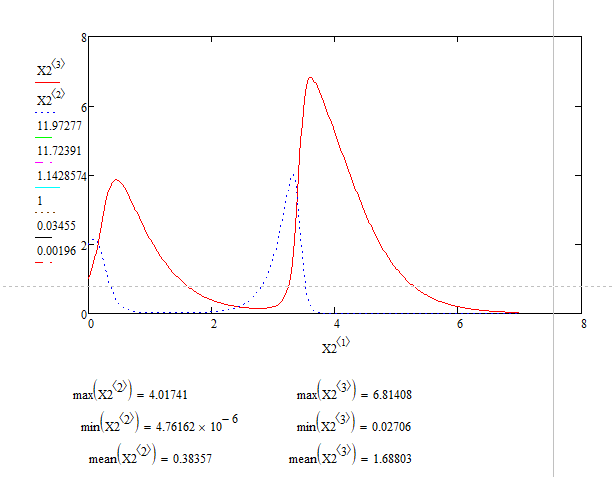 8
X2⟨3⟩
X2⟨2⟩
6
11.97277
11.72391
1.1428574
1
0.03455
2
0.00196
0
0 2 4 6 8
X2⟨1⟩
max(X2⟨2⟩) = 4.01741 max(X2⟨3⟩) = 6.81408
min(X2⟨2⟩) = 4.76162 × 10^-6 min(X2⟨3⟩) = 0.02706
mean(X2⟨2⟩) = 0.38357 mean(X2⟨3⟩) = 1.68803